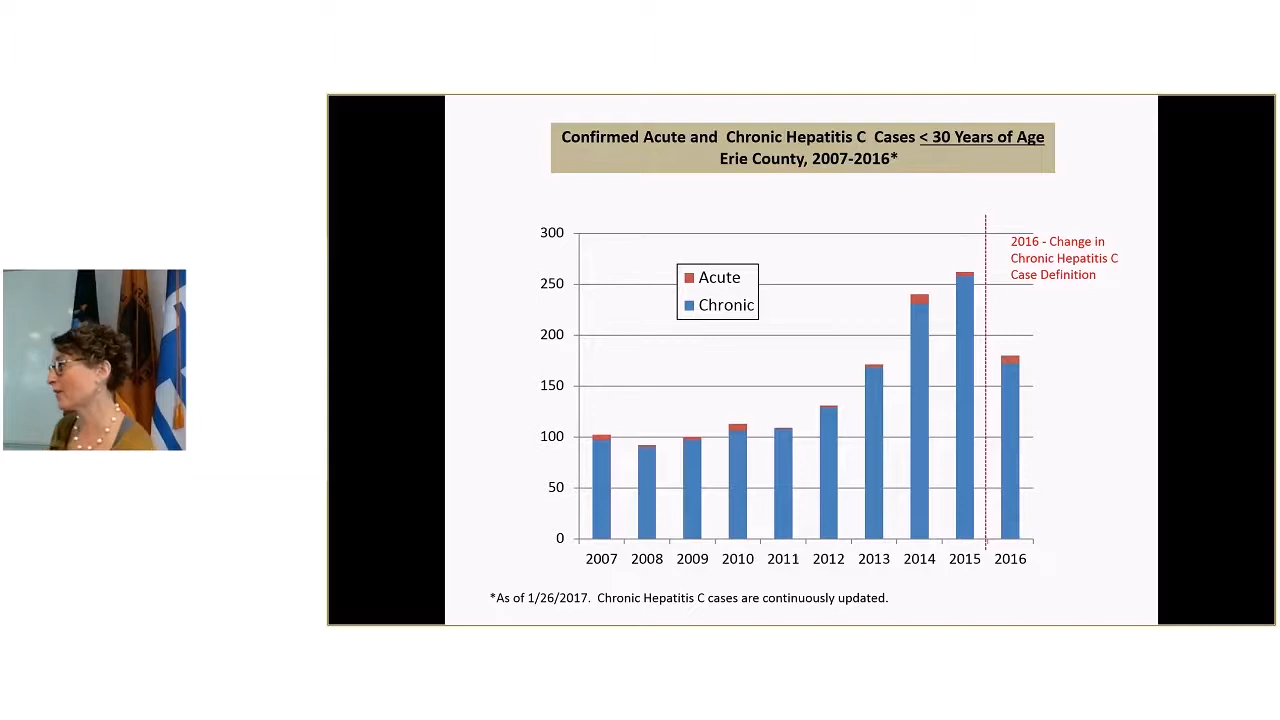 Confirmed Acute and Chronic Hepatitis C Cases < 30 Years of Age
Erie County, 2007-2016*
300
250
200
150
100
50
0
Acute
Chronic
2016 - Change in
Chronic Hepatitis C
Case Definition
2007 2008 2009 2010 2011 2012 2013 2014 2015 2016
*As of 1/26/2017. Chronic Hepatitis C cases are continuously updated.